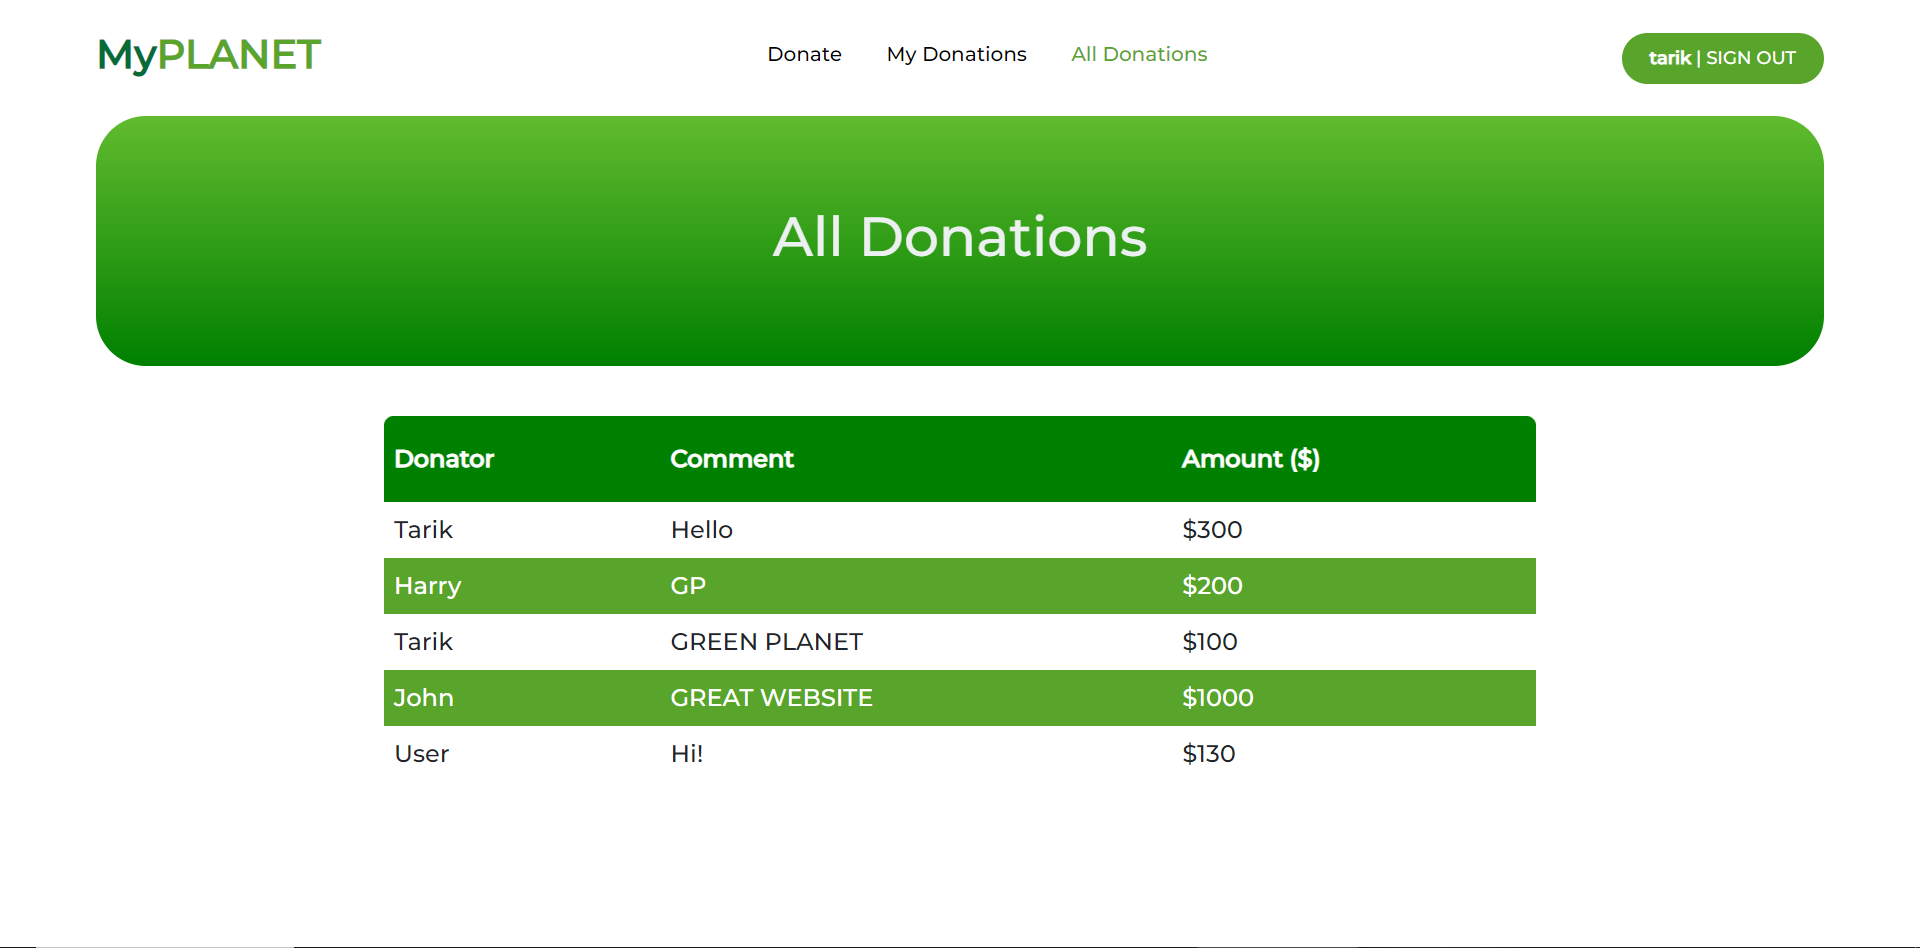 MyPLANET
Donate My Donations All Donations
tarik | SIGN OUT
All Donations
Donator Comment Amount ($)
Tarik Hello $300
Harry GP $200
Tarik GREEN PLANET $100
John GREAT WEBSITE $1000
User Hi! $130